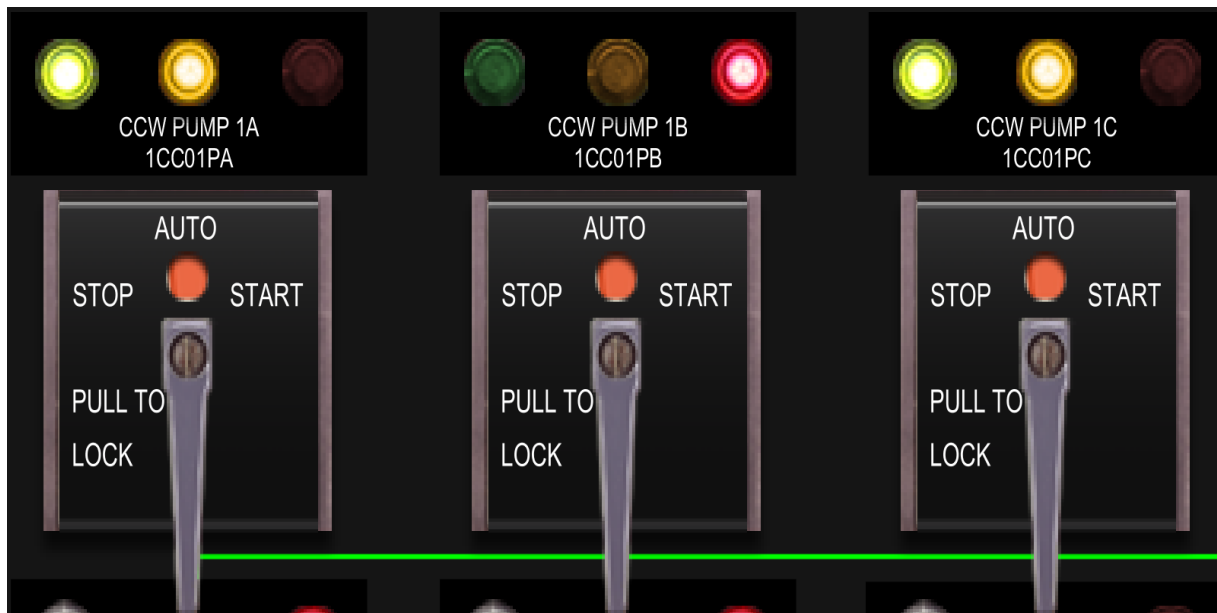 CCW PUMP 1A
1CC01PA
AUTO
STOP START
PULL TO
LOCK
CCW PUMP 1B
1CC01PB
AUTO
STOP START
PULL TO
LOCK
CCW PUMP 1C
1CC01PC
AUTO
STOP START
PULL TO
LOCK